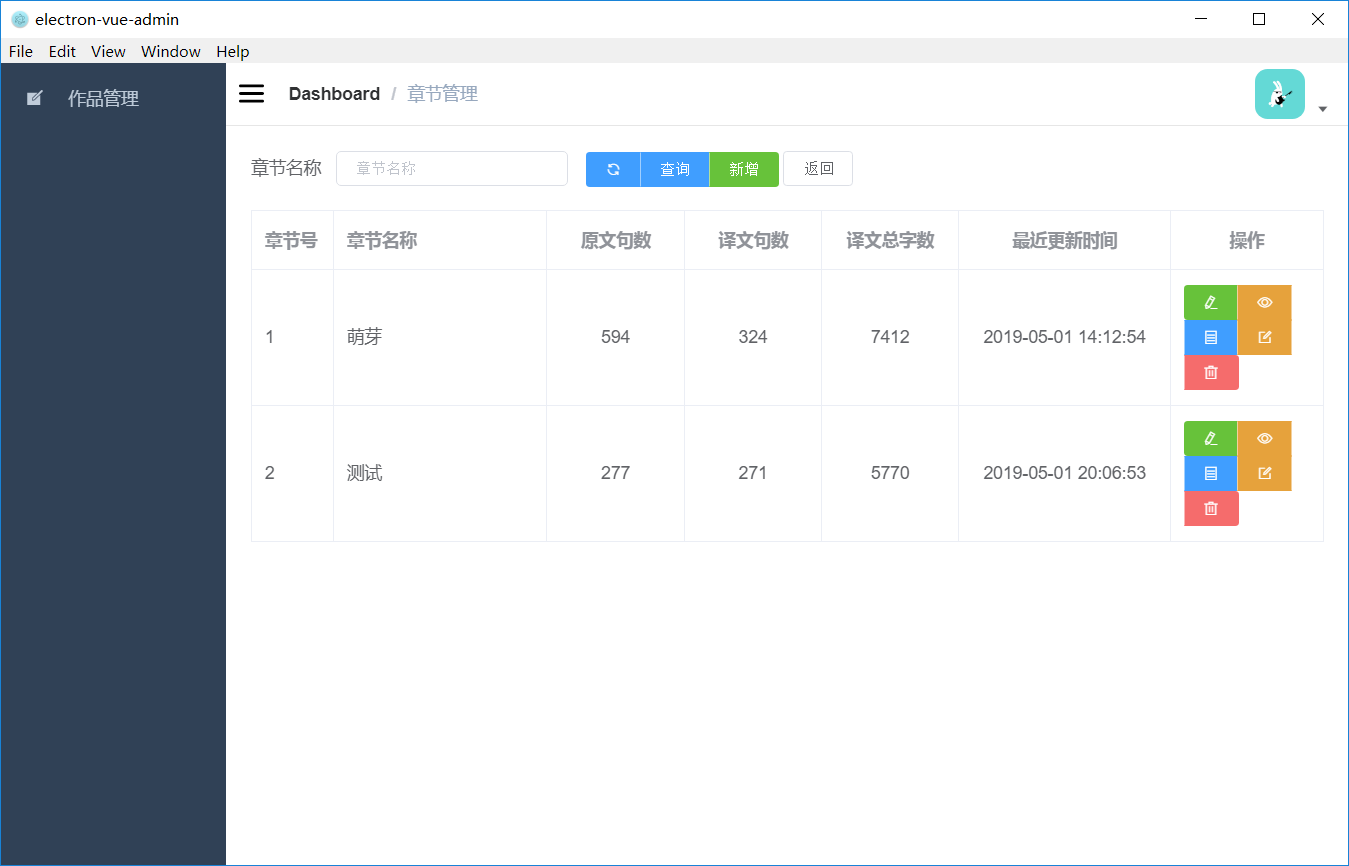 electron-vue-admin
File Edit View Window Help
作品管理
Dashboard / 章节管理
章节名称 章节名称 查询 新增 返回
章节号 章节名称 原文句数 译文句数 译文总字数 最近更新时间 操作
1 萌芽 594 324 7412 2019-05-01 14:12:54
2 测试 277 271 5770 2019-05-01 20:06:53